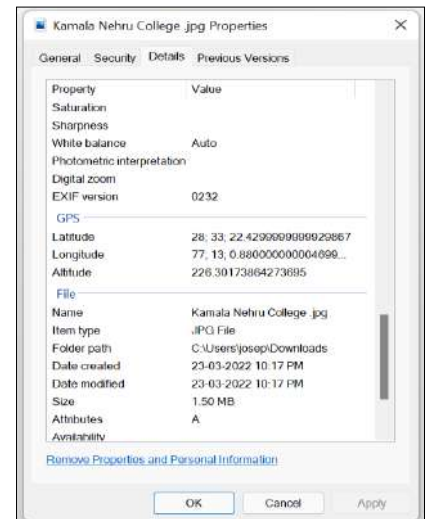 Kamala Nehru College .jpg Properties
General Security Details Previous Versions
Property Value
Saturation
Sharpness
White balance Auto
Photometric interpretation
Digital zoom
EXIF version 0232
GPS
Latitude 28; 33; 22.4299999999929867
Longitude 77; 13; 0.880000000004699...
Altitude 226.30173864273695
File
Name Kamala Nehru College .jpg
Item type JPG File
Folder path C:\Users\josep\Downloads
Date created 23-03-2022 10:17 PM
Date modified 23-03-2022 10:17 PM
Size 1.50 MB
Attributes A
Availability
Remove Properties and Personal Information
OK Cancel Apply